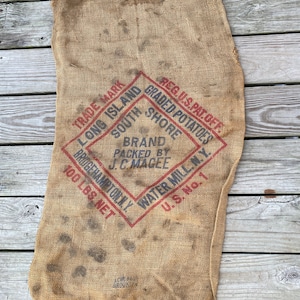 TRADE MARK
REG.U.S.PAT.OFF.
LONG ISLAND
GRADED POTATOES
SOUTH SHORE
BRAND
PACKED BY
J.C. MAGEE
BRIDGEHAMPTON, N.Y.
WATER MILL, N.Y.
100 LBS. NET
U.S. No. 1